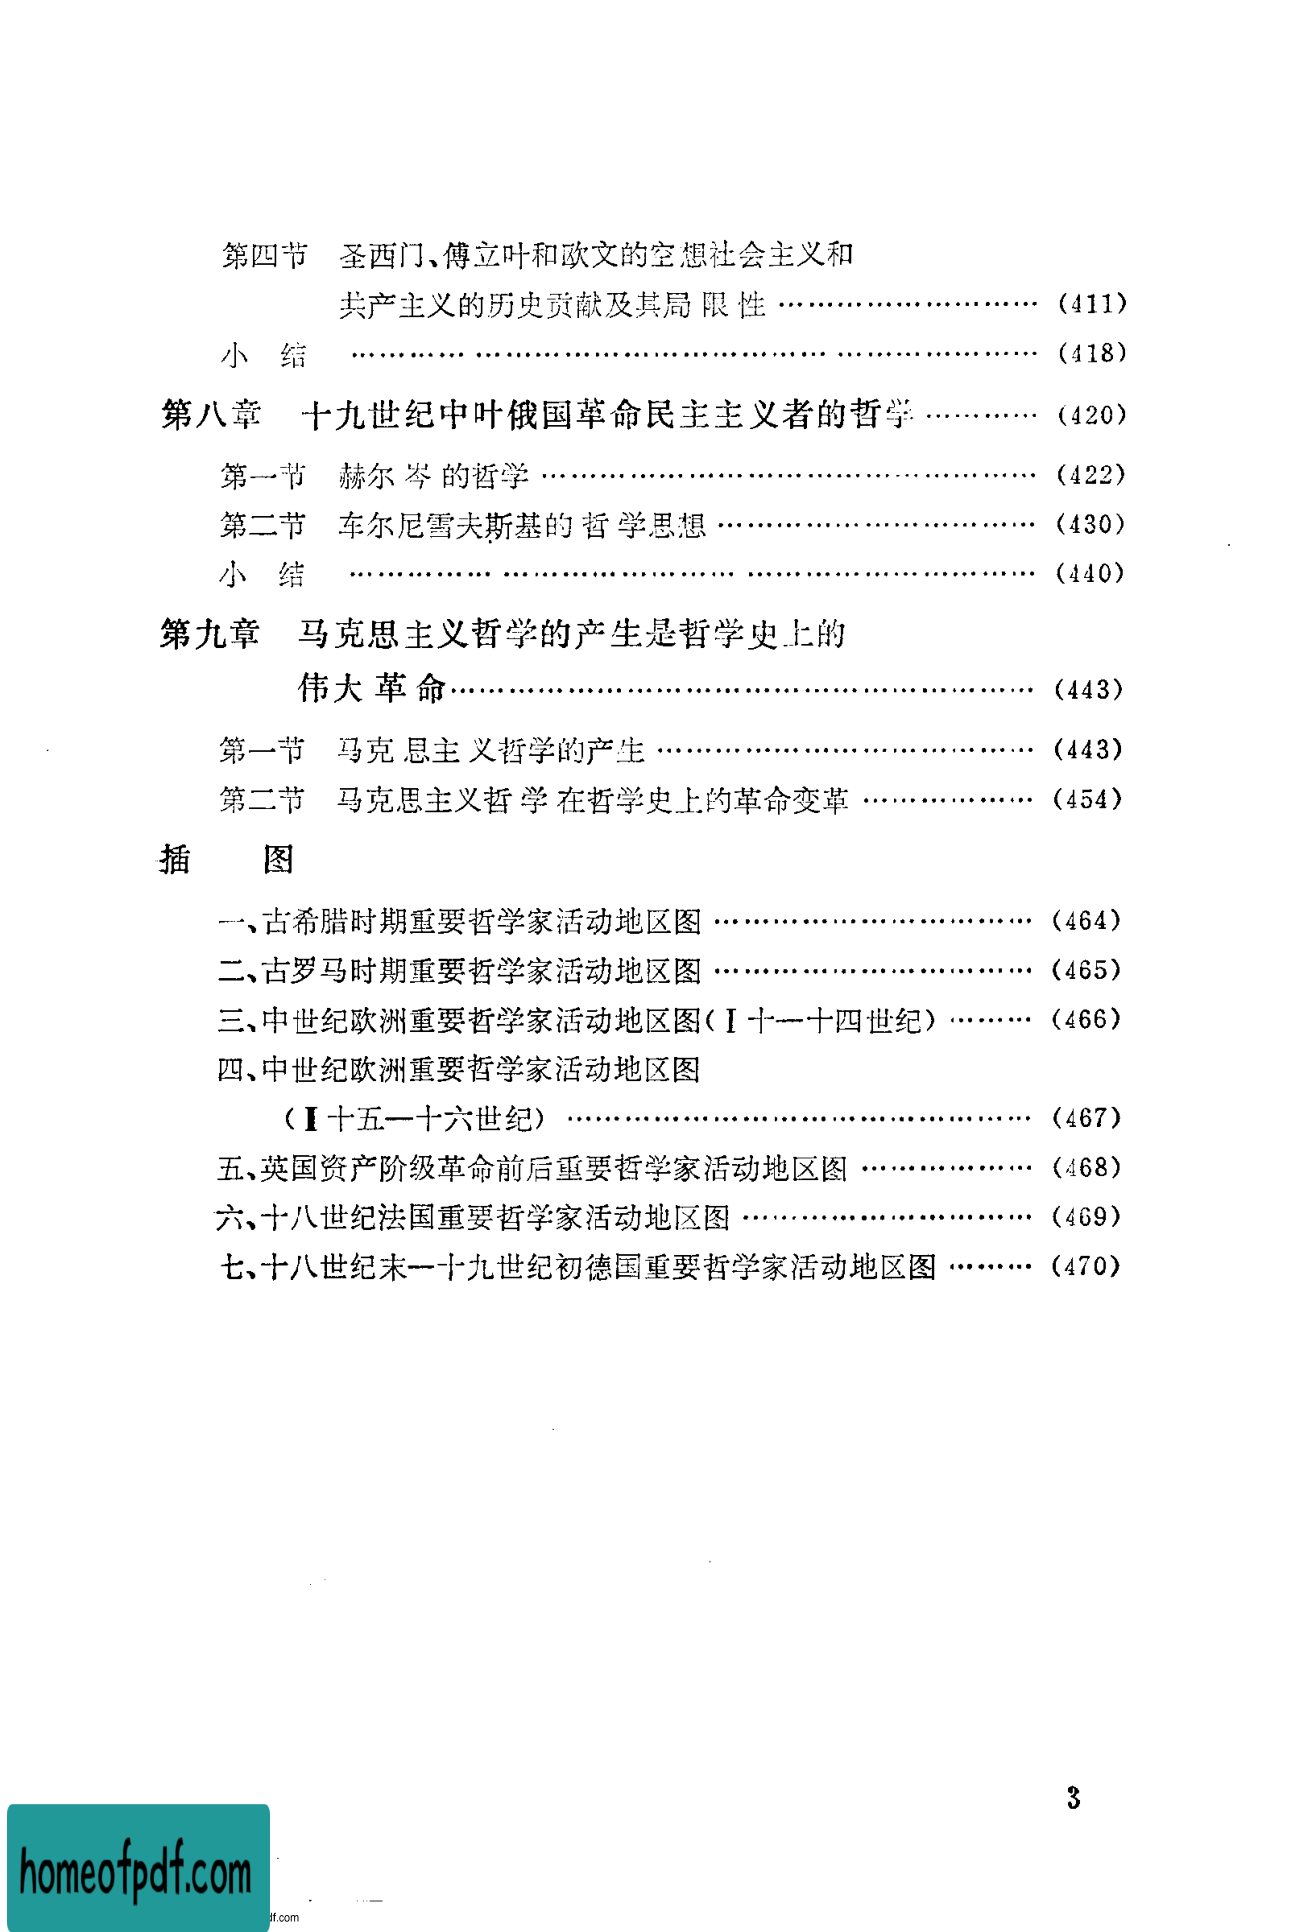 第四节 圣西门、傅立叶和欧文的空想社会主义和
共产主义的历史贡献及其局限性 ………………………… (411)
小 结 ………………………………………………………… (418)
第八章 十九世纪中叶俄国革命民主主义者的哲学 ………… (420)
第一节 赫尔岑的哲学 ……………………………………………… (422)
第二节 车尔尼雪夫斯基的哲学思想 …………………………… (430)
小 结 ………………………………………………………… (440)
第九章 马克思主义哲学的产生是哲学史上的
伟大革命 ……………………………………………………… (443)
第一节 马克思主义哲学的产生 ………………………………… (443)
第二节 马克思主义哲学在哲学史上的革命变革 ……………… (454)
插 图
一、古希腊时期重要哲学家活动地区图 …………………………… (464)
二、古罗马时期重要哲学家活动地区图 …………………………… (465)
三、中世纪欧洲重要哲学家活动地区图(Ⅰ十一—十四世纪) ……… (466)
四、中世纪欧洲重要哲学家活动地区图
(Ⅱ十五—十六世纪) …………………………………………… (467)
五、英国资产阶级革命前后重要哲学家活动地区图 ……………… (468)
六、十八世纪法国重要哲学家活动地区图 ………………………… (469)
七、十八世纪末—十九世纪初德国重要哲学家活动地区图 ……… (470)
3
homeofpdf.com
df.com